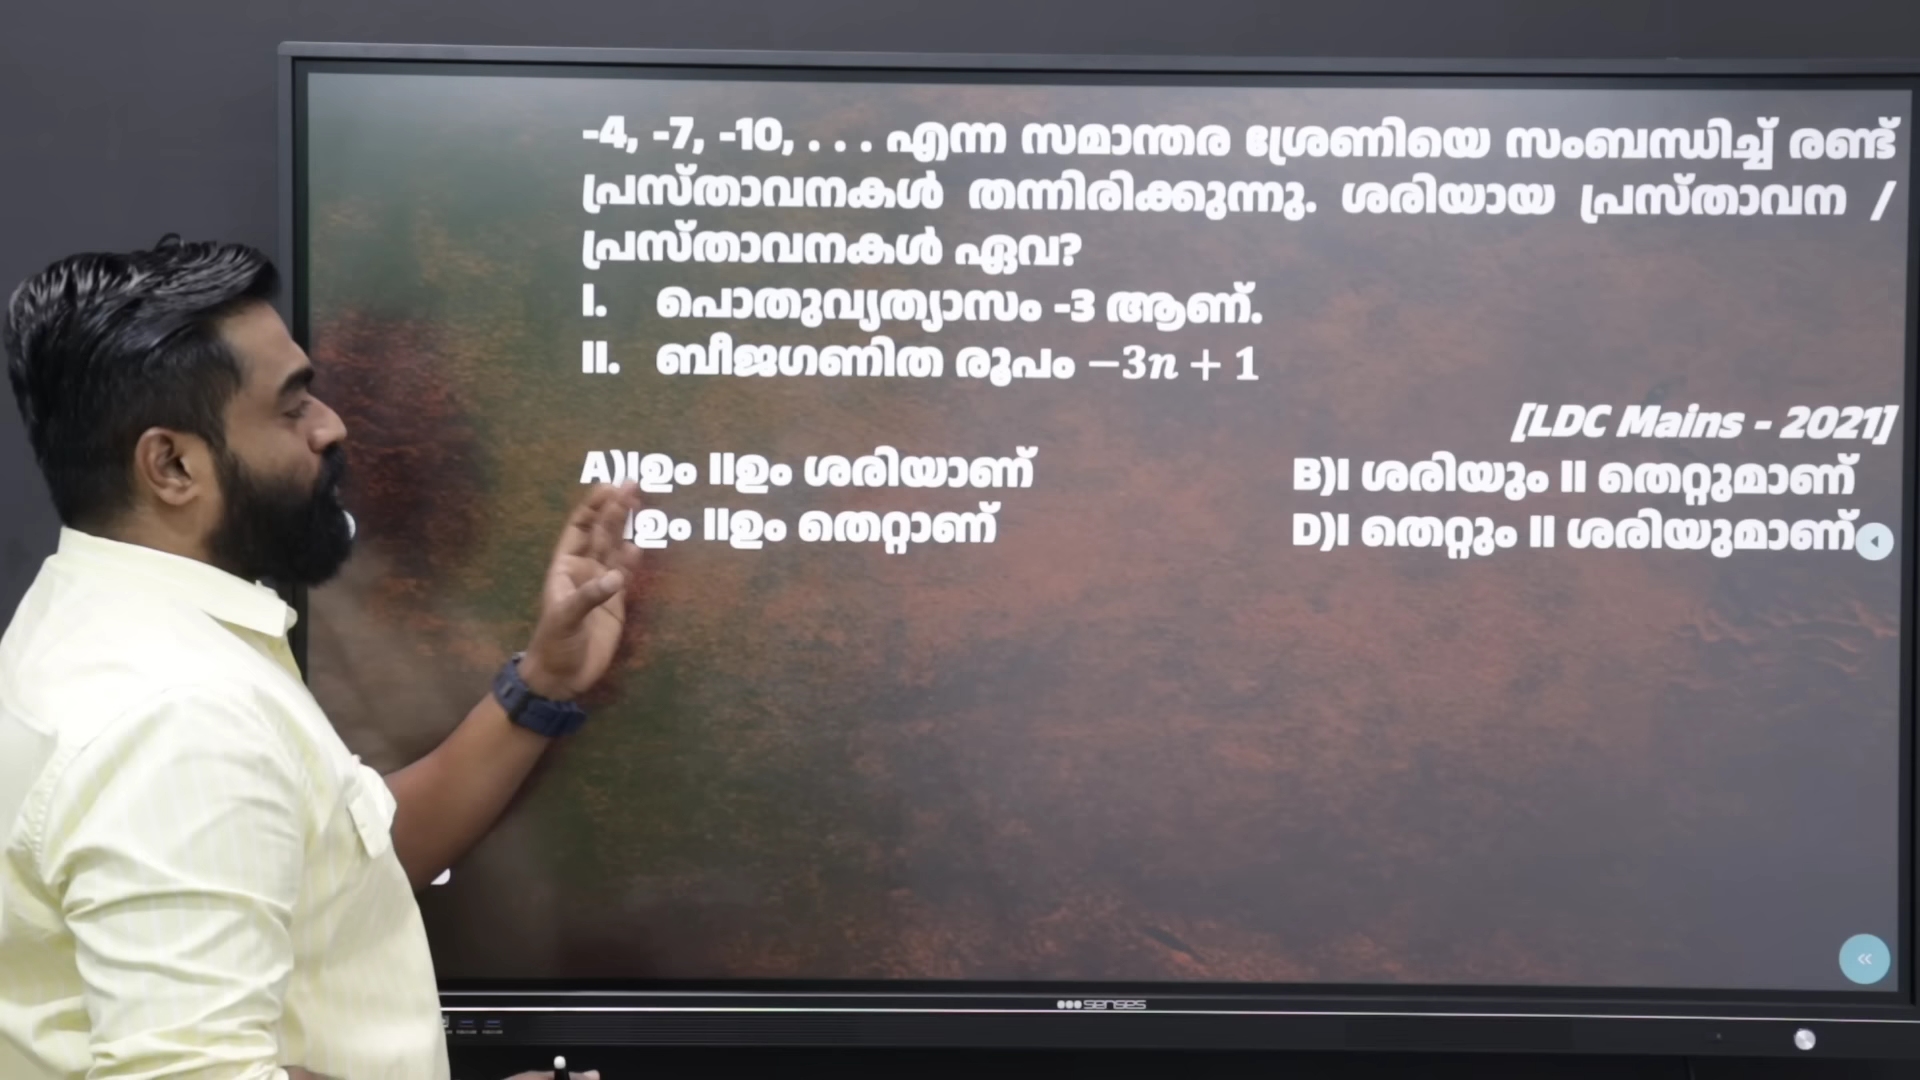 -4, -7, -10, . . . എന്ന സമാന്തര ശ്രേണിയെ സംബന്ധിച്ച് രണ്ട്
പ്രസ്താവനകൾ തന്നിരിക്കുന്നു. ശരിയായ പ്രസ്താവന /
പ്രസ്താവനകൾ ഏവ?
I. പൊതുവ്യത്യാസം -3 ആണ്.
II. ബീജഗണിത രൂപം −3n + 1
[LDC Mains - 2021]
A)Iഉം IIഉം ശരിയാണ് B)I ശരിയും II തെറ്റുമാണ്
Iഉം IIഉം തെറ്റാണ് D)I തെറ്റും II ശരിയുമാണ്
senses